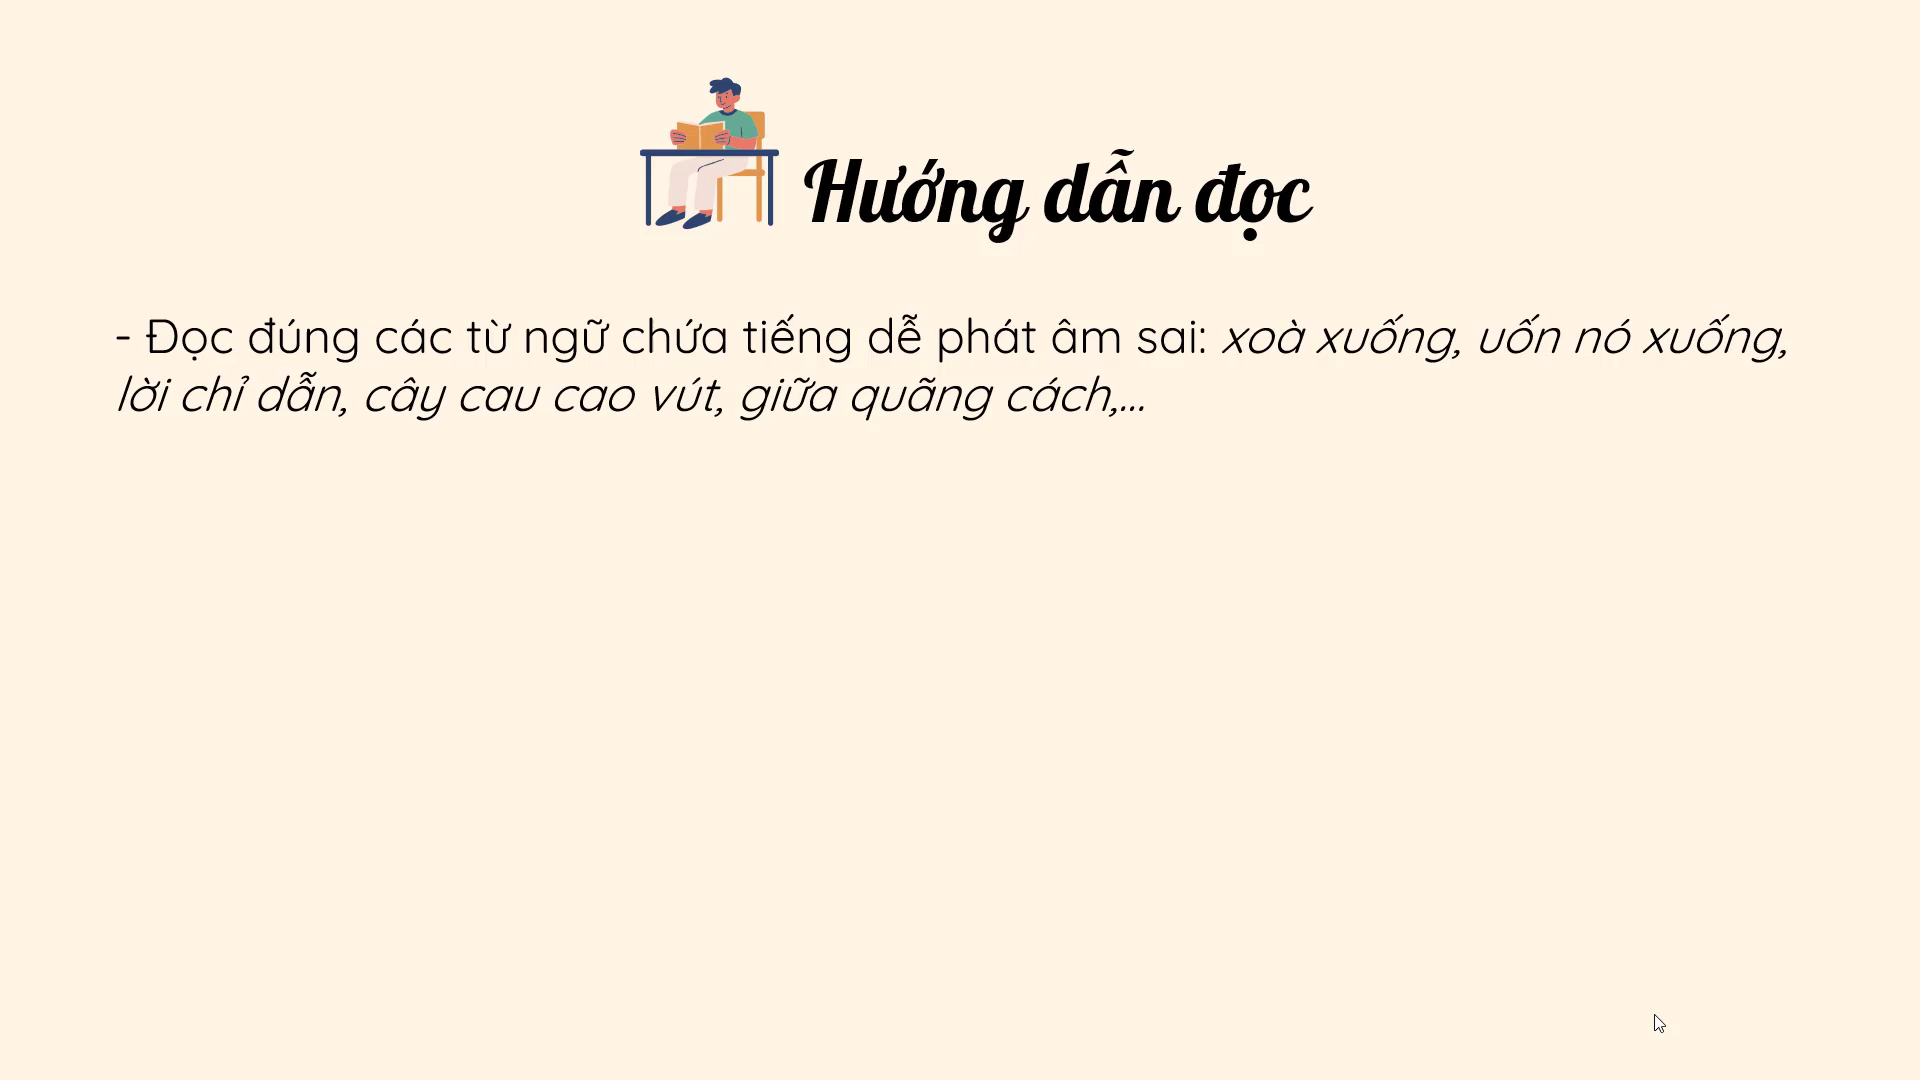 Hướng dẫn đọc
- Đọc đúng các từ ngữ chứa tiếng dễ phát âm sai: xoà xuống, uốn nó xuống,
lời chỉ dẫn, cây cau cao vút, giữa quãng cách,...